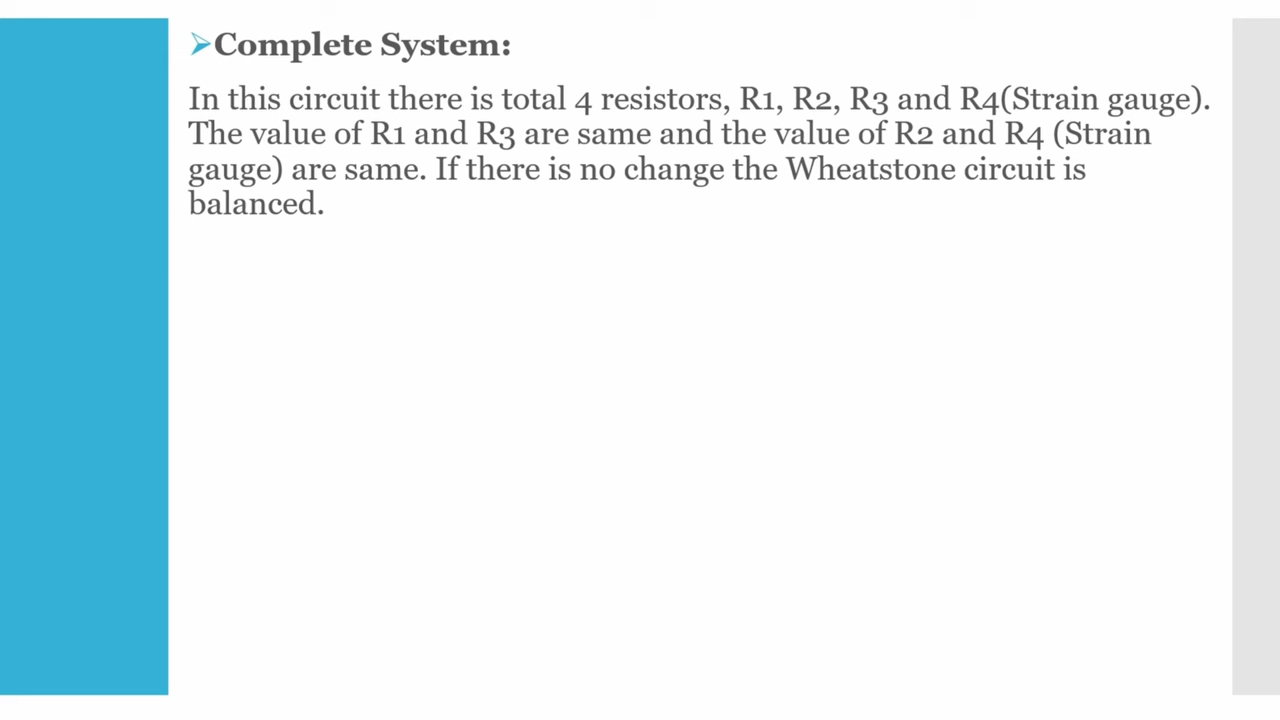 Complete System:
In this circuit there is total 4 resistors, R1, R2, R3 and R4(Strain gauge).
The value of R1 and R3 are same and the value of R2 and R4 (Strain
gauge) are same. If there is no change the Wheatstone circuit is
balanced.